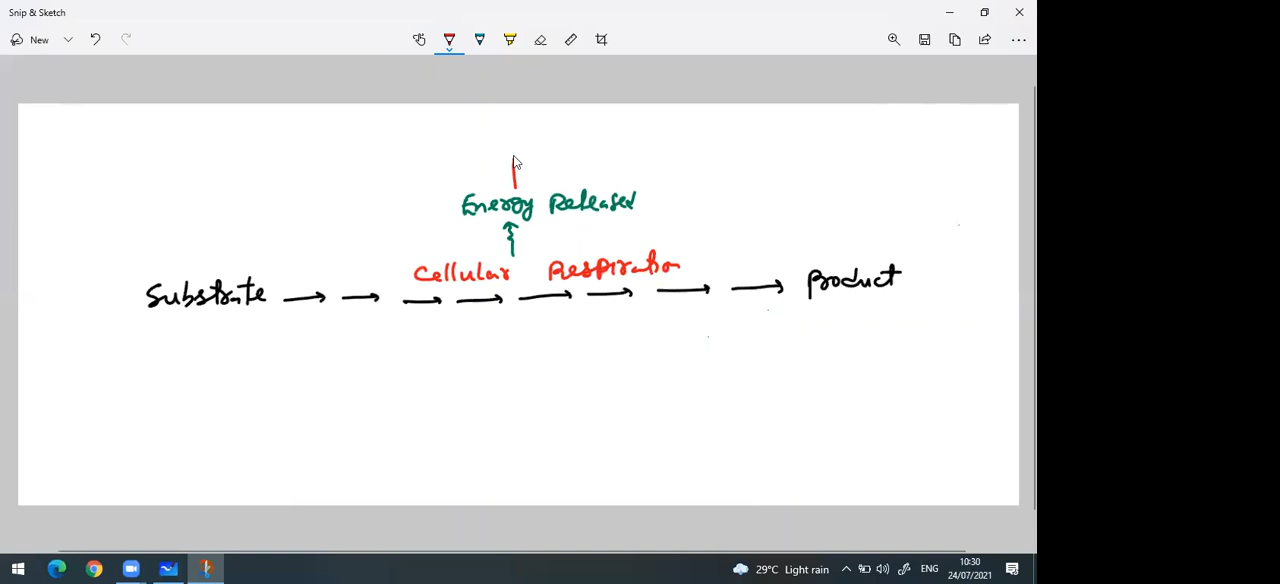 Snip & Sketch
New
Energy Released
Cellular Respiration
Substrate → → → → → → → → Product
29°C Light rain
ENG
10:30
24/07/2021